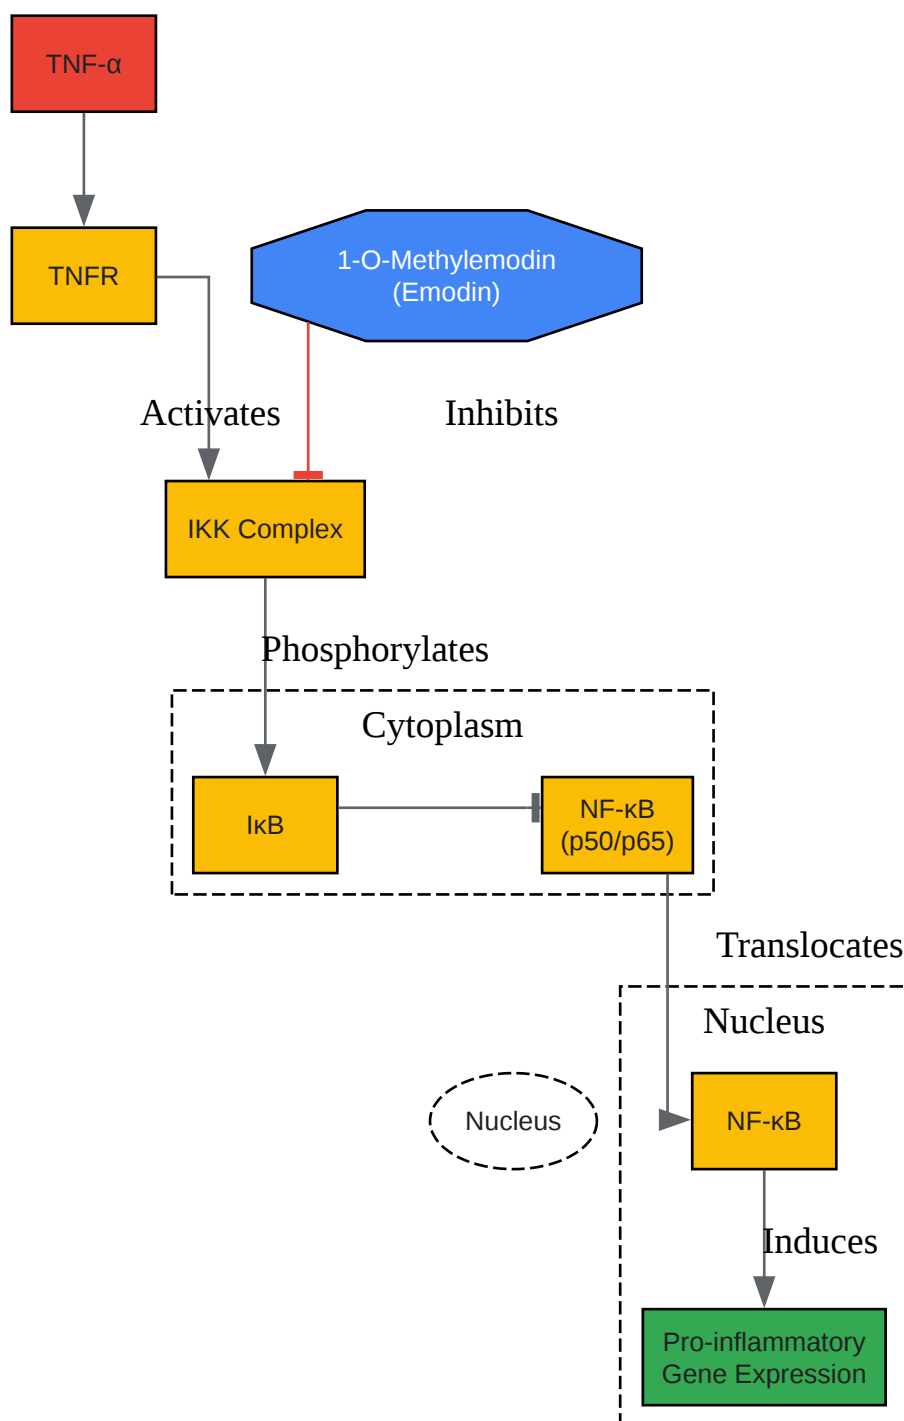 TNF-α
TNFR
1-O-Methylemodin
(Emodin)
Activates
Inhibits
IKK Complex
Phosphorylates
Cytoplasm
IκB
NF-κB
(p50/p65)
Translocates
Nucleus
Nucleus
NF-κB
Induces
Pro-inflammatory
Gene Expression